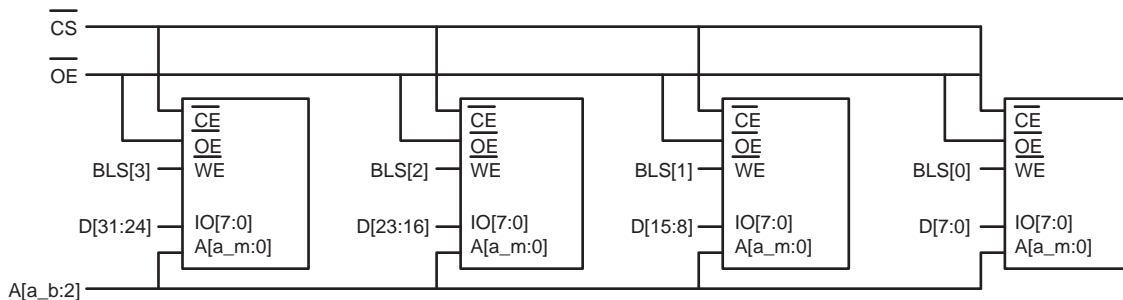 CS
OE
CE
OE
BLS[3] WE
D[31:24] IO[7:0]
A[a_m:0]
CE
OE
BLS[2] WE
D[23:16] IO[7:0]
A[a_m:0]
CE
OE
BLS[1] WE
D[15:8] IO[7:0]
A[a_m:0]
CE
OE
BLS[0] WE
D[7:0] IO[7:0]
A[a_m:0]
A[a_b:2]